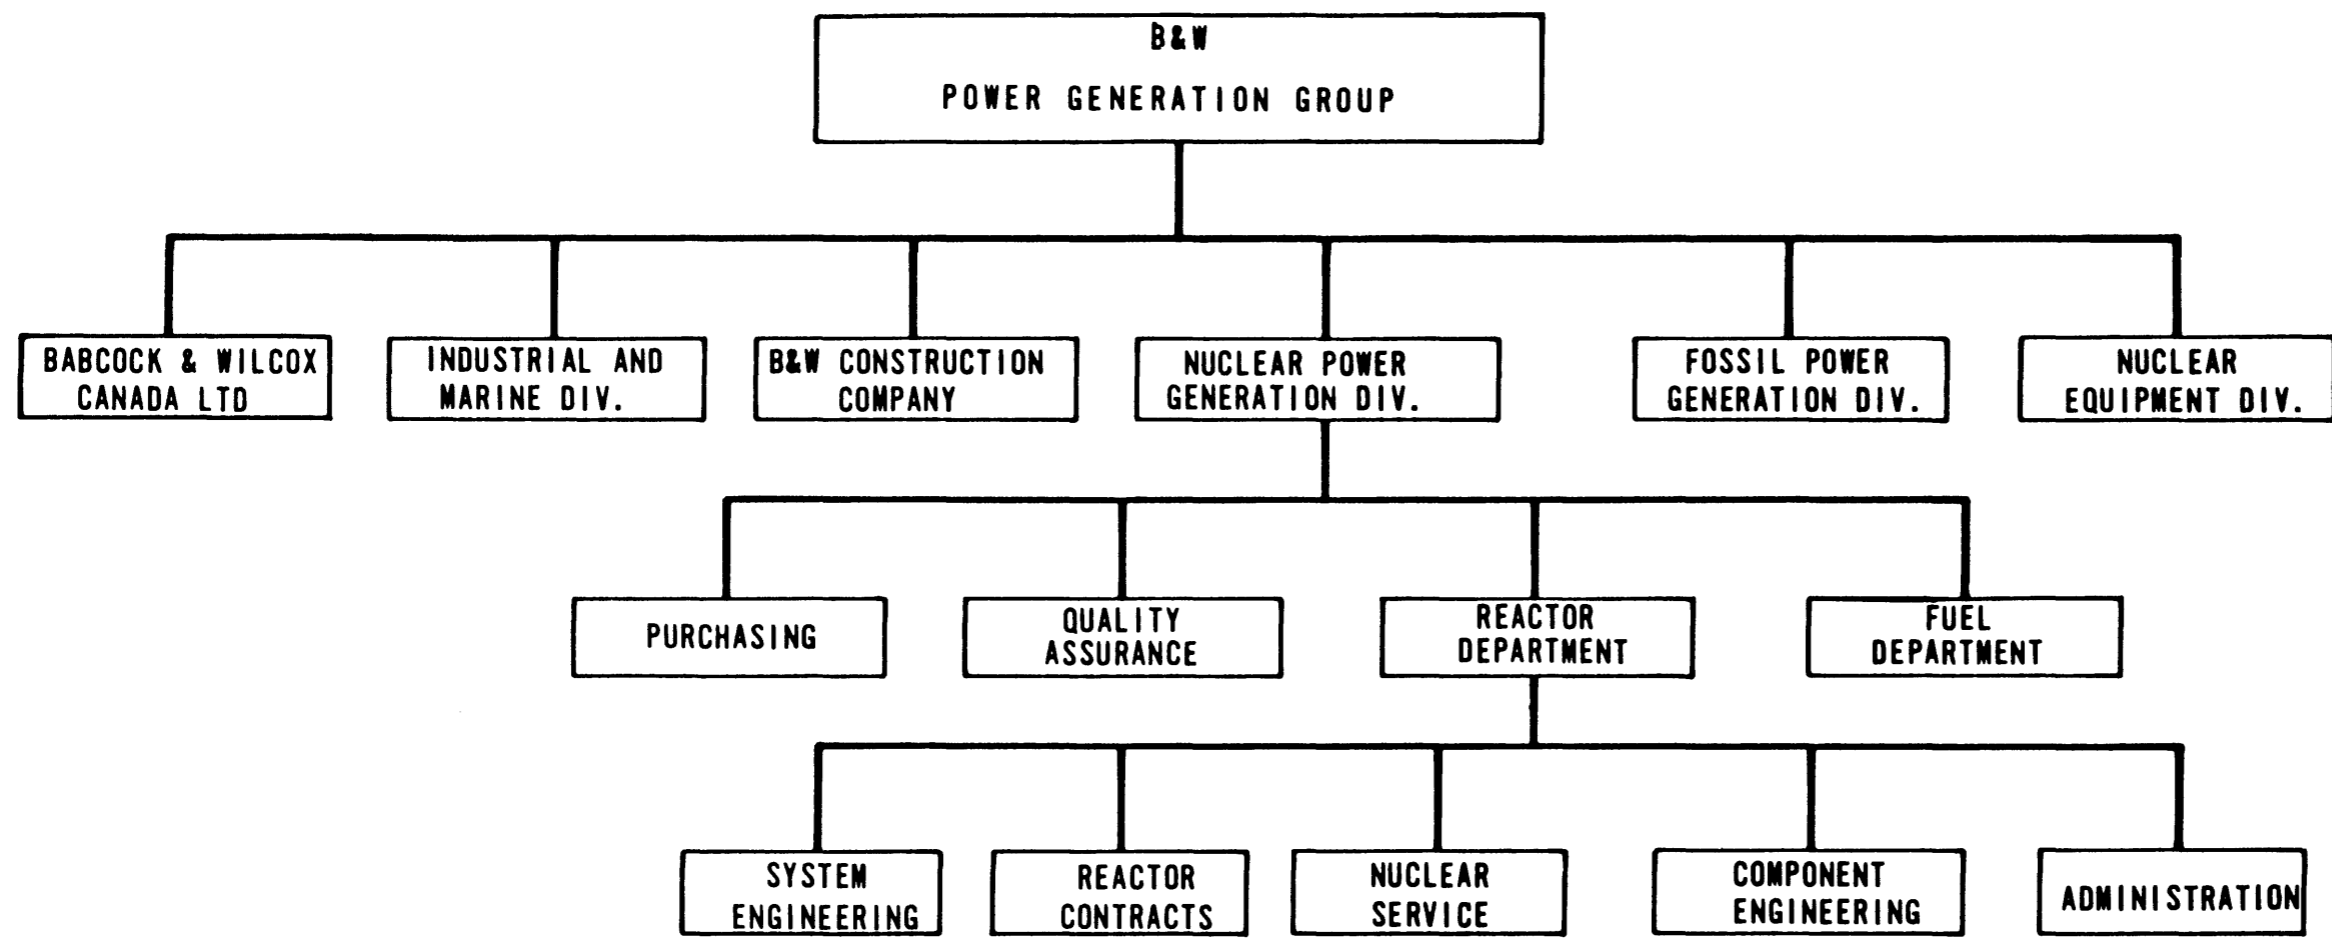 B&W
POWER GENERATION GROUP
BABCOCK & WILCOX
CANADA LTD
INDUSTRIAL AND
MARINE DIV.
B&W CONSTRUCTION
COMPANY
NUCLEAR POWER
GENERATION DIV.
FOSSIL POWER
GENERATION DIV.
NUCLEAR
EQUIPMENT DIV.
PURCHASING
QUALITY
ASSURANCE
REACTOR
DEPARTMENT
FUEL
DEPARTMENT
SYSTEM
ENGINEERING
REACTOR
CONTRACTS
NUCLEAR
SERVICE
COMPONENT
ENGINEERING
ADMINISTRATION